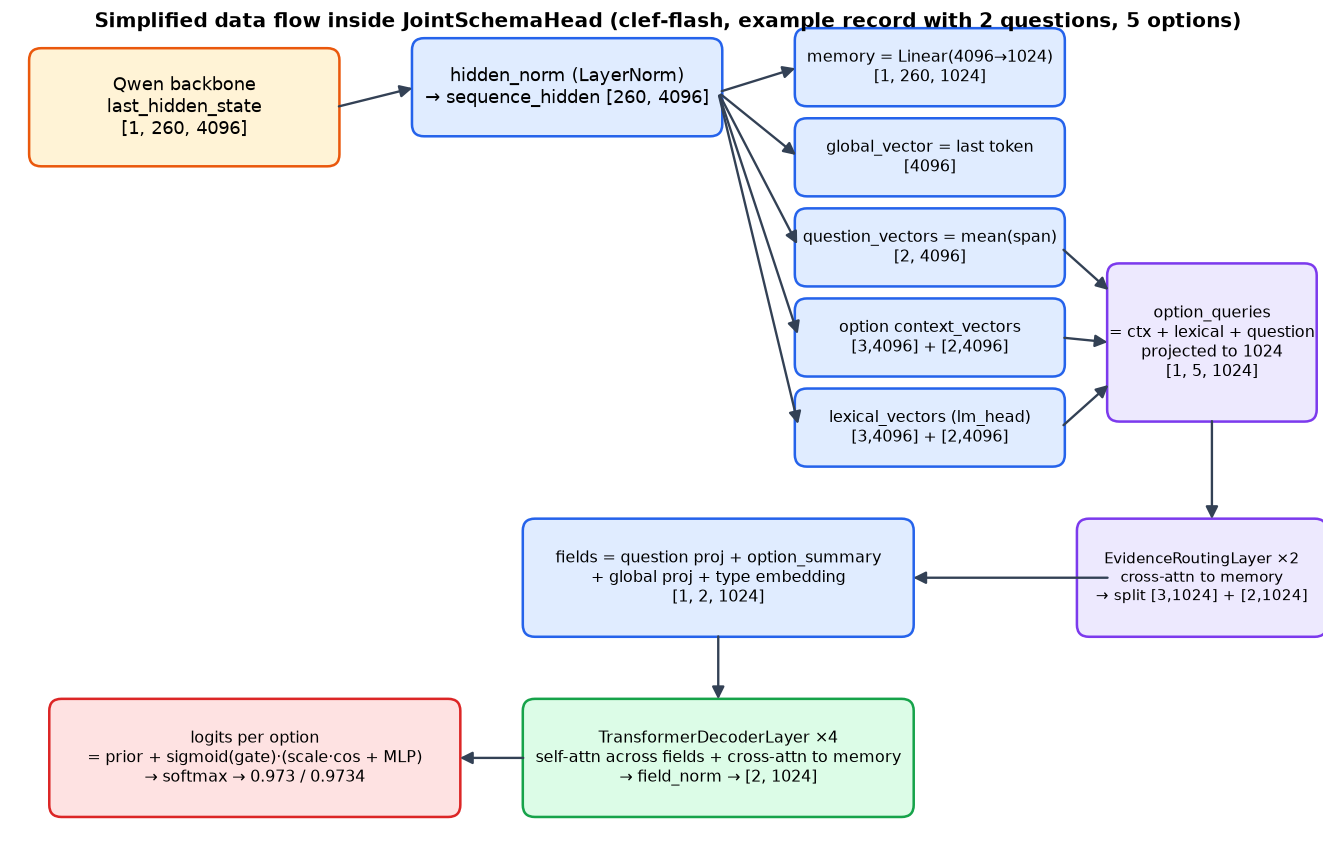 Simplified data flow inside JointSchemaHead (clef-flash, example record with 2 questions, 5 options)
Qwen backbone
last_hidden_state
[1, 260, 4096]
hidden_norm (LayerNorm)
→ sequence_hidden [260, 4096]
memory = Linear(4096→1024)
[1, 260, 1024]
global_vector = last token
[4096]
question_vectors = mean(span)
[2, 4096]
option context_vectors
[3,4096] + [2,4096]
lexical_vectors (lm_head)
[3,4096] + [2,4096]
option_queries
= ctx + lexical + question
projected to 1024
[1, 5, 1024]
EvidenceRoutingLayer ×2
cross-attn to memory
→ split [3,1024] + [2,1024]
fields = question proj + option_summary
+ global proj + type embedding
[1, 2, 1024]
TransformerDecoderLayer ×4
self-attn across fields + cross-attn to memory
→ field_norm → [2, 1024]
logits per option
= prior + sigmoid(gate)·(scale·cos + MLP)
→ softmax → 0.973 / 0.9734